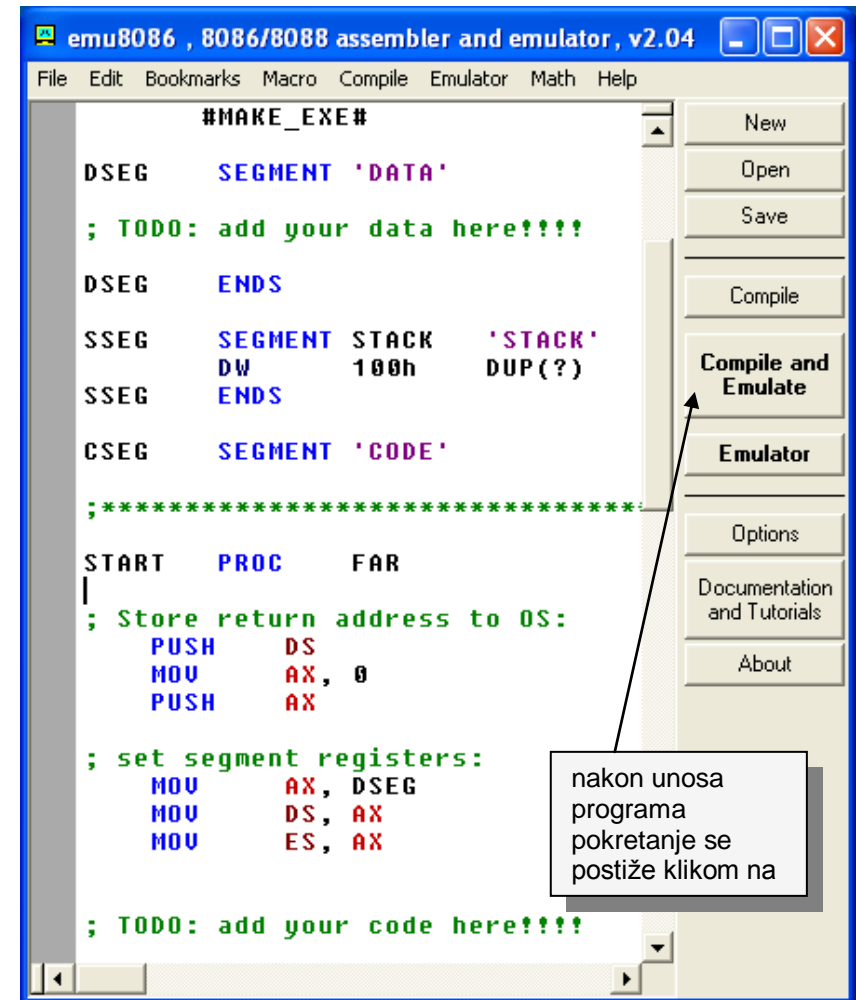 emu8086 , 8086/8088 assembler and emulator, v2.04
File Edit Bookmarks Macro Compile Emulator Math Help
#MAKE_EXE#
DSEG SEGMENT 'DATA'
; TODO: add your data here!!!!
DSEG ENDS
SSEG SEGMENT STACK 'STACK'
DW 100h DUP(?)
SSEG ENDS
CSEG SEGMENT 'CODE'
;*********************************
START PROC FAR
; Store return address to OS:
PUSH DS
MOV AX, 0
PUSH AX
; set segment registers:
MOV AX, DSEG
MOV DS, AX
MOV ES, AX
; TODO: add your code here!!!!
New
Open
Save
Compile
Compile and
Emulate
Emulator
Options
Documentation
and Tutorials
About
nakon unosa
programa
pokretanje se
postiže klikom na